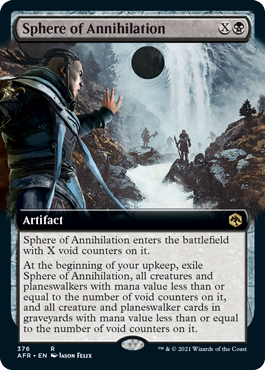 Sphere of Annihilation X
Artifact
Sphere of Annihilation enters the battlefield
with X void counters on it.
At the beginning of your upkeep, exile
Sphere of Annihilation, all creatures and
planeswalkers with mana value less than or
equal to the number of void counters on it,
and all creature and planeswalker cards in
graveyards with mana value less than or
equal to the number of void counters on it.
376 R
AFR • EN Jason Felix ™ & © 2021 Wizards of the Coast